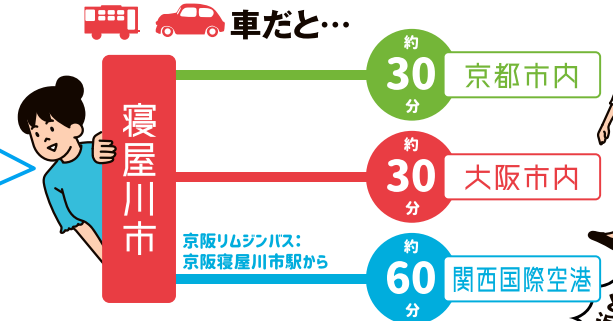 車だと…
寝屋川市
約
30
分
京都市内
約
30
分
大阪市内
京阪リムジンバス：
京阪寝屋川市駅から
約
60
分
関西国際空港